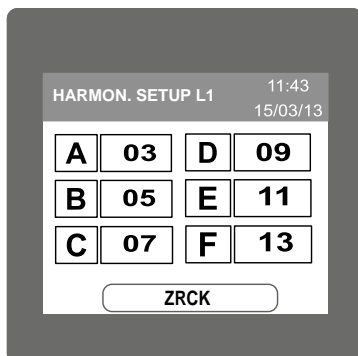 HARMON. SETUP L1 11:43
15/03/13
A 03 D 09
B 05 E 11
C 07 F 13
ZRCK